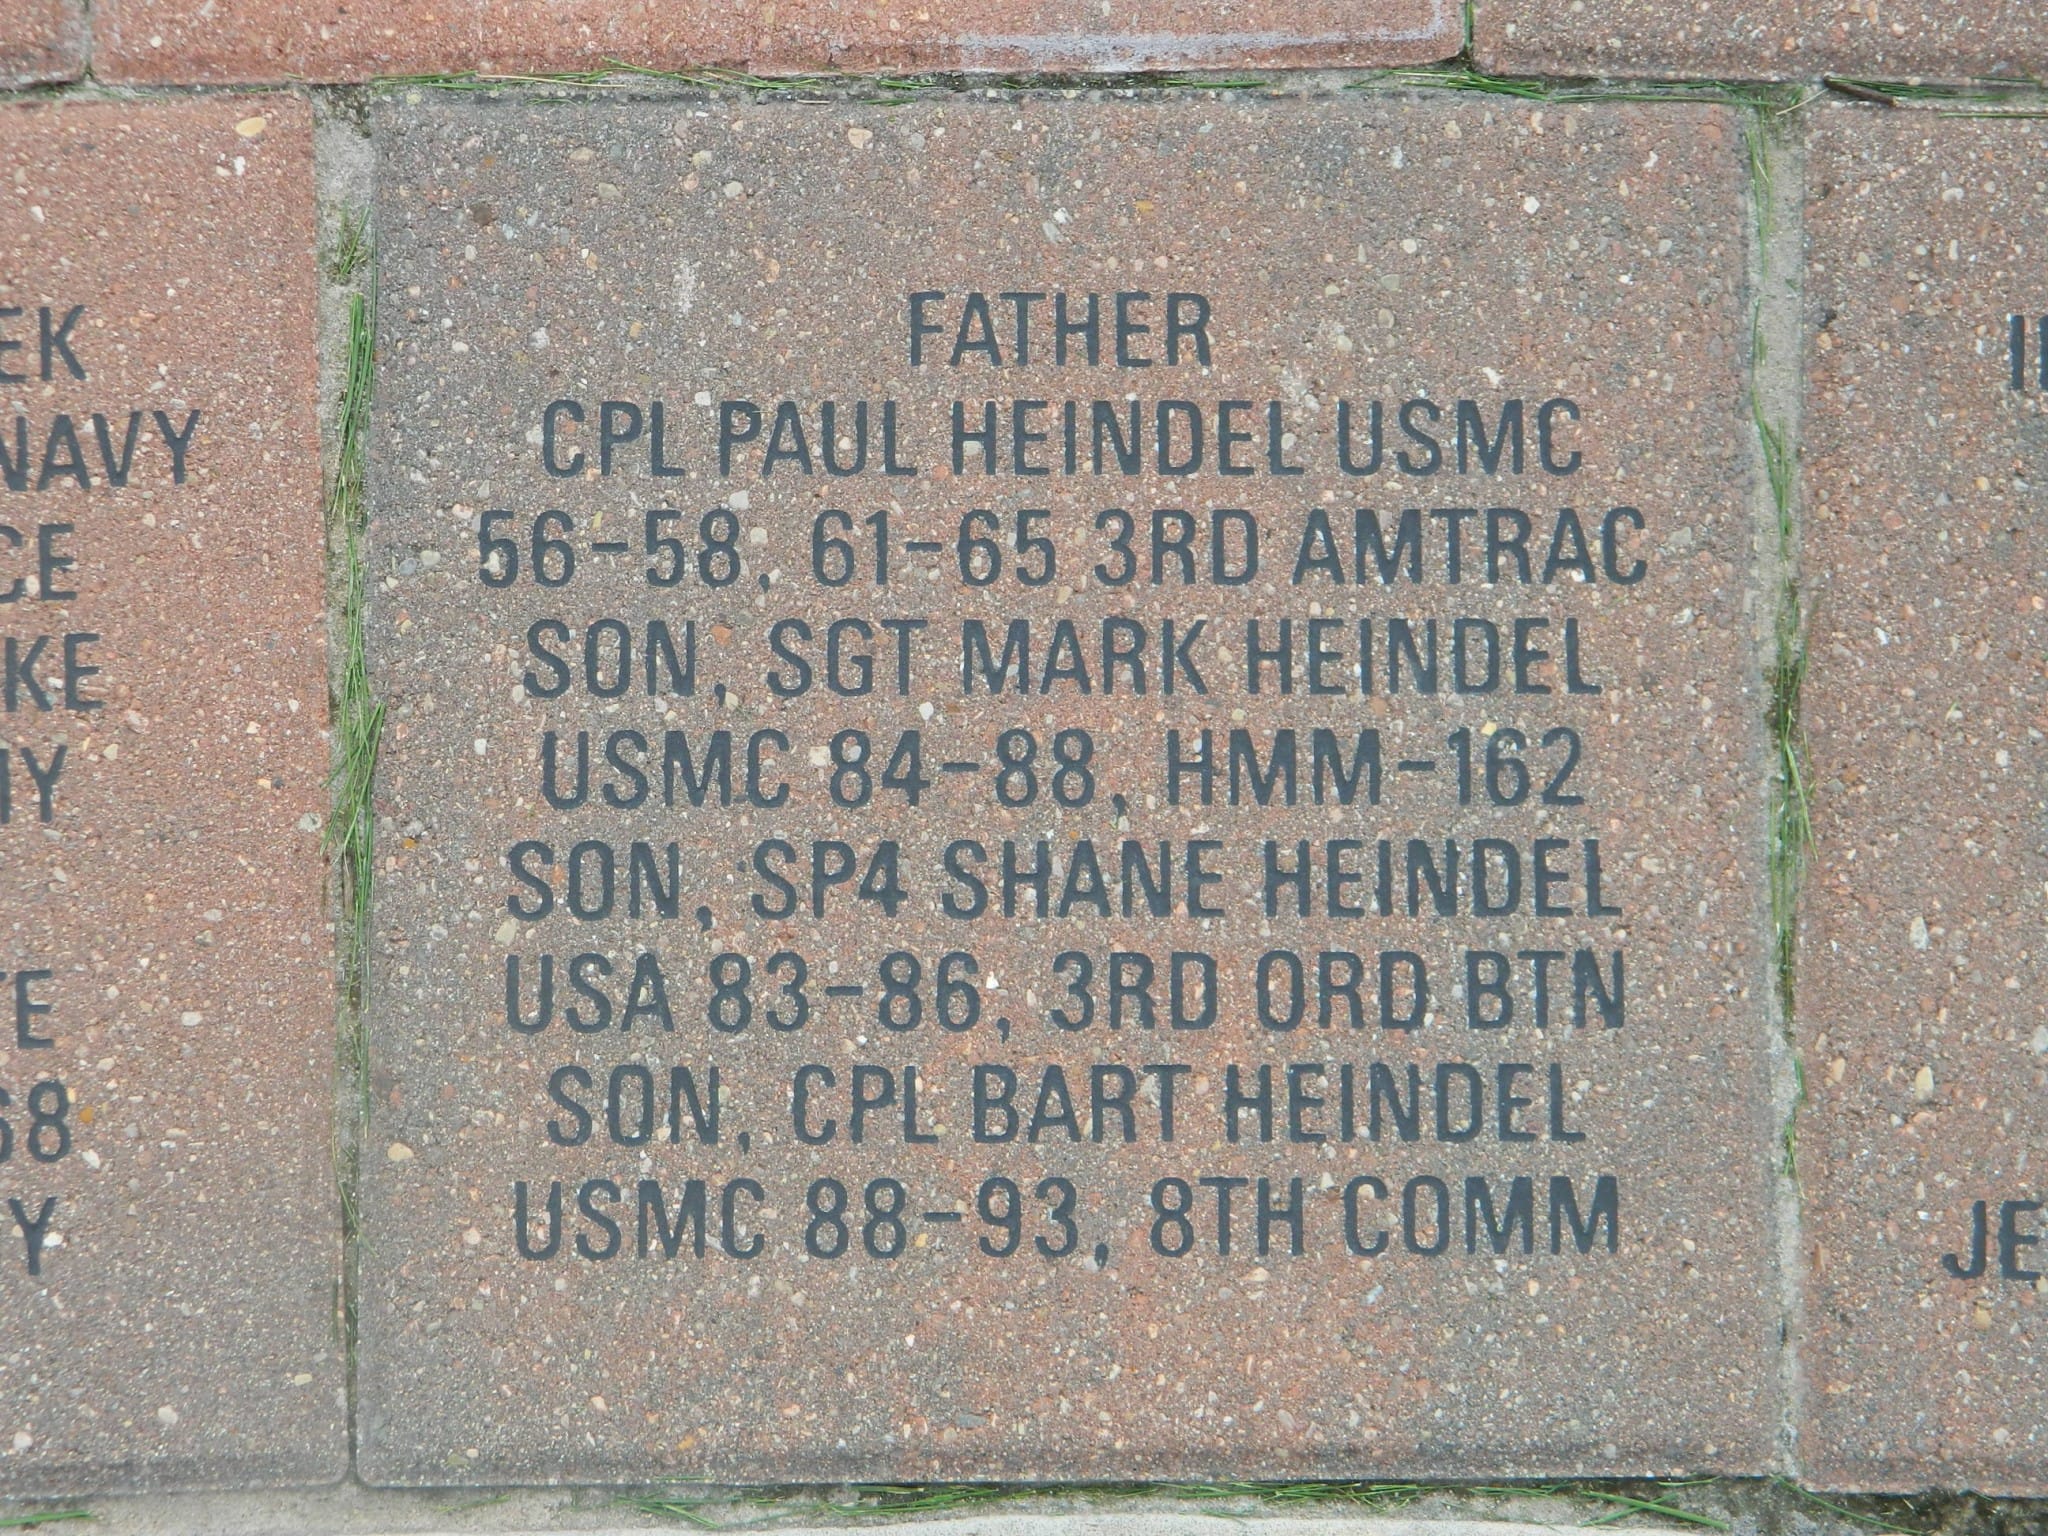 FATHER
CPL PAUL HEINDEL USMC
56-58, 61-65 3RD AMTRAC
SON, SGT MARK HEINDEL
USMC 84-88, HMM-162
SON, SP4 SHANE HEINDEL
USA 83-86, 3RD ORD BTN
SON, CPL BART HEINDEL
USMC 88-93, 8TH COMM
NAVY